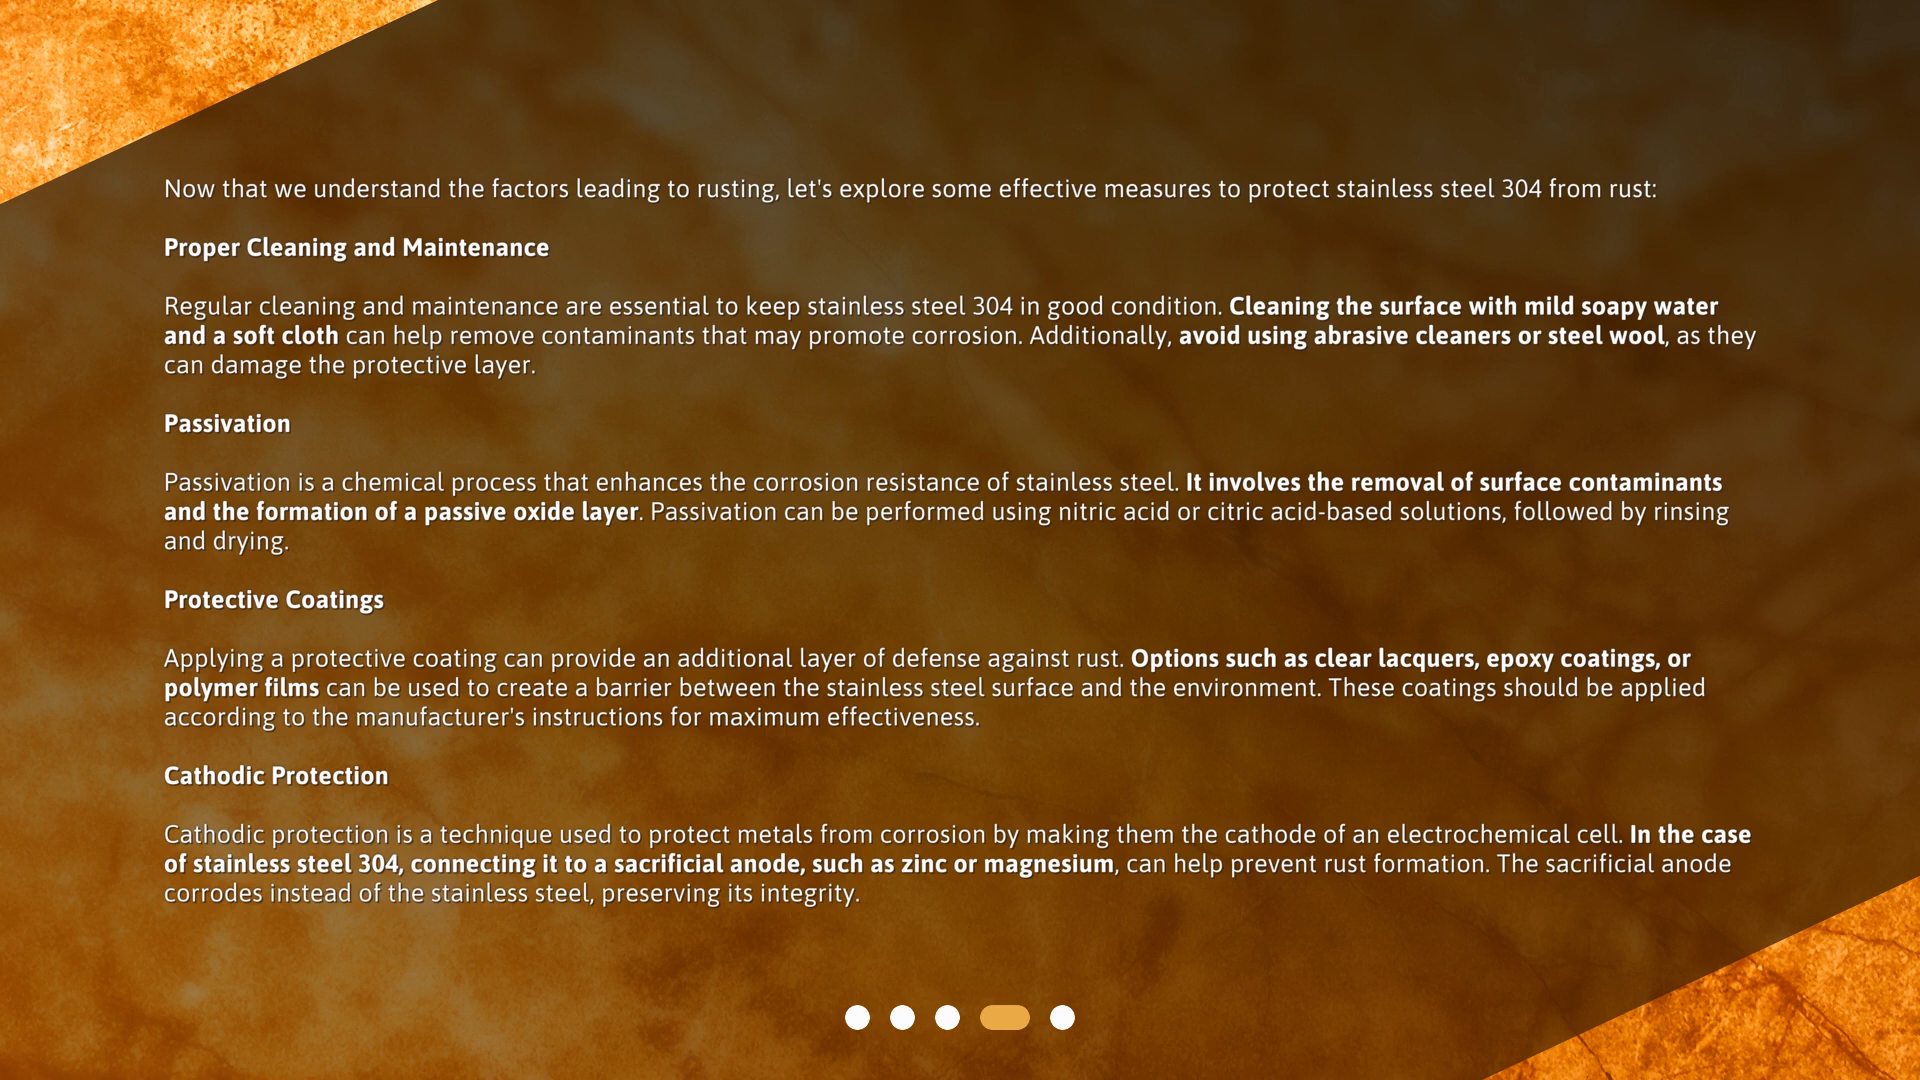 Now that we understand the factors leading to rusting, let's explore some effective measures to protect stainless steel 304 from rust:
Proper Cleaning and Maintenance
Regular cleaning and maintenance are essential to keep stainless steel 304 in good condition. Cleaning the surface with mild soapy water
and a soft cloth can help remove contaminants that may promote corrosion. Additionally, avoid using abrasive cleaners or steel wool, as they
can damage the protective layer.
Passivation
Passivation is a chemical process that enhances the corrosion resistance of stainless steel. It involves the removal of surface contaminants
and the formation of a passive oxide layer. Passivation can be performed using nitric acid or citric acid-based solutions, followed by rinsing
and drying.
Protective Coatings
Applying a protective coating can provide an additional layer of defense against rust. Options such as clear lacquers, epoxy coatings, or
polymer films can be used to create a barrier between the stainless steel surface and the environment. These coatings should be applied
according to the manufacturer's instructions for maximum effectiveness.
Cathodic Protection
Cathodic protection is a technique used to protect metals from corrosion by making them the cathode of an electrochemical cell. In the case
of stainless steel 304, connecting it to a sacrificial anode, such as zinc or magnesium, can help prevent rust formation. The sacrificial anode
corrodes instead of the stainless steel, preserving its integrity.